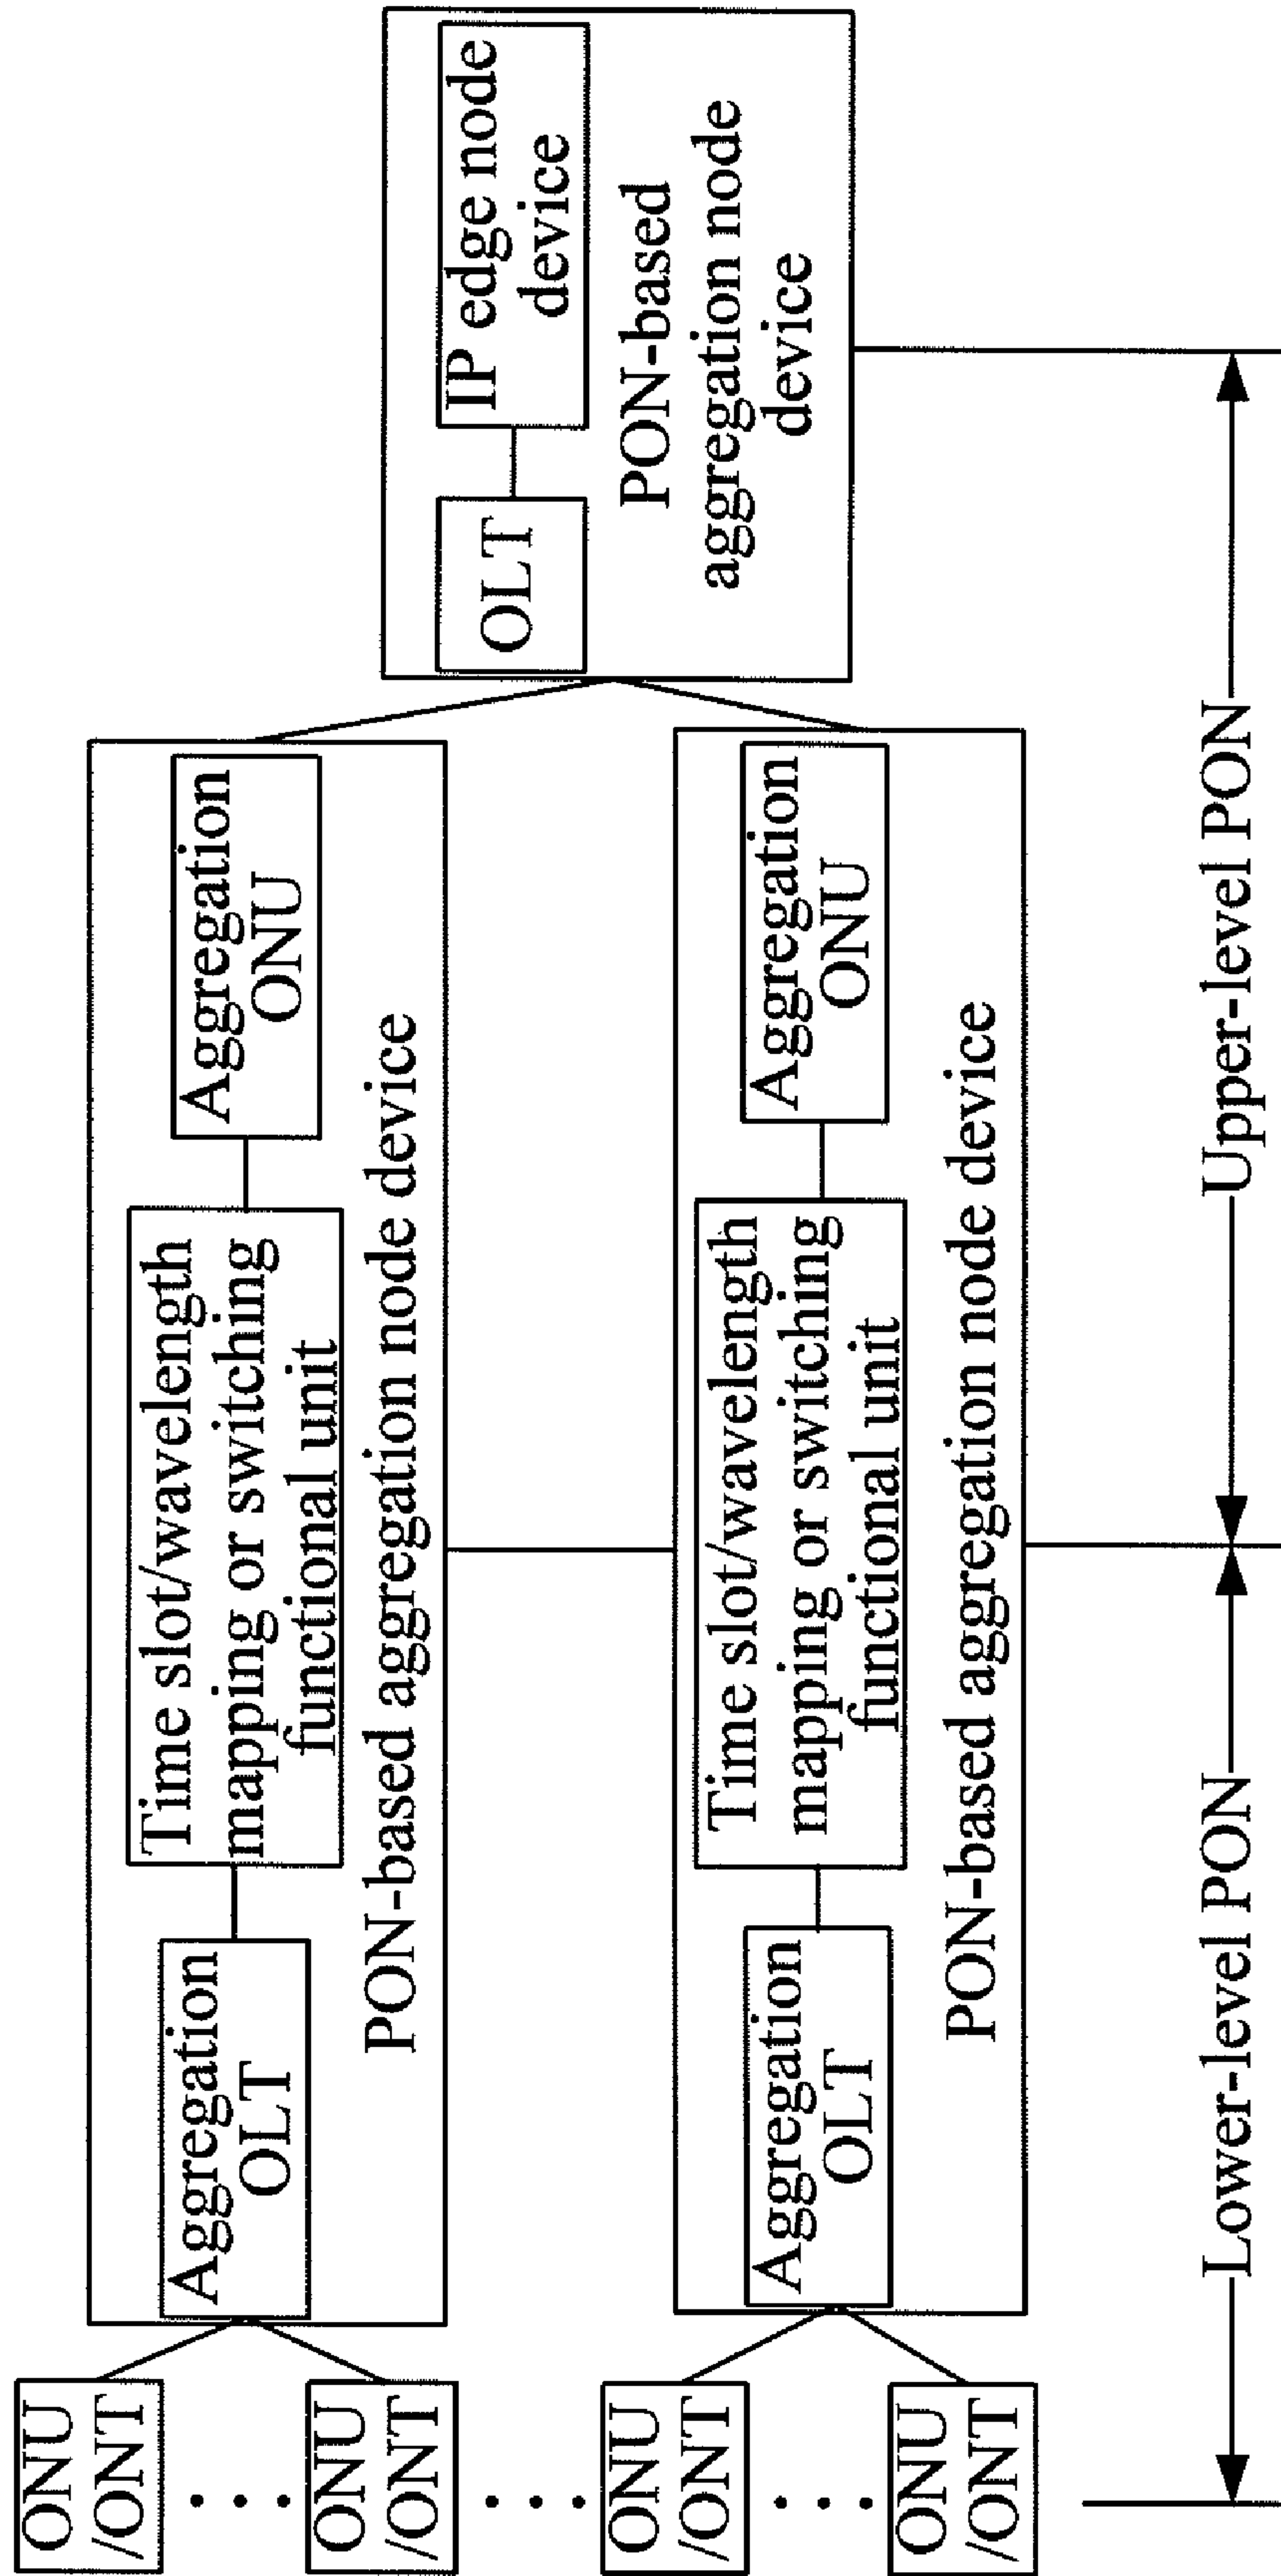 ONU
/ONT
ONU
/ONT
ONU
/ONT
ONU
/ONT
Aggregation
OLT
Time slot/wavelength
mapping or switching
functional unit
Aggregation
ONU
PON-based aggregation node device
Aggregation
OLT
Time slot/wavelength
mapping or switching
functional unit
Aggregation
ONU
PON-based aggregation node device
OLT
IP edge node
device
PON-based
aggregation node
device
Lower-level PON
Upper-level PON